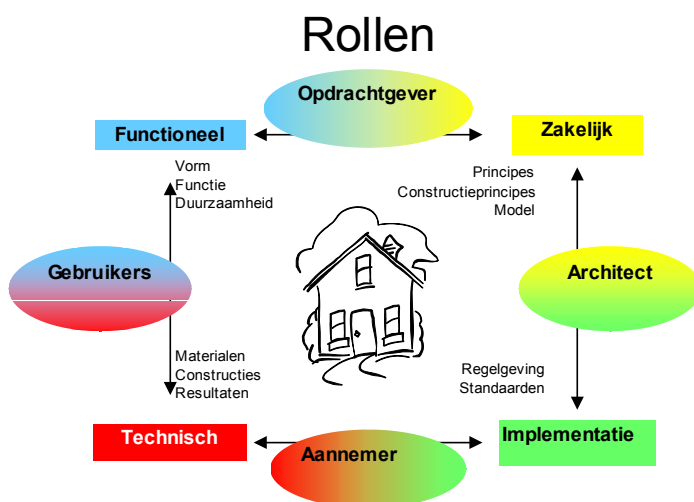 Rollen
Opdrachtgever
Functioneel
Zakelijk
Vorm
Functie
Duurzaamheid
Principes
Constructieprincipes
Model
Gebruikers
Architect
Materialen
Constructies
Resultaten
Regelgeving
Standaarden
Technisch
Aannemer
Implementatie